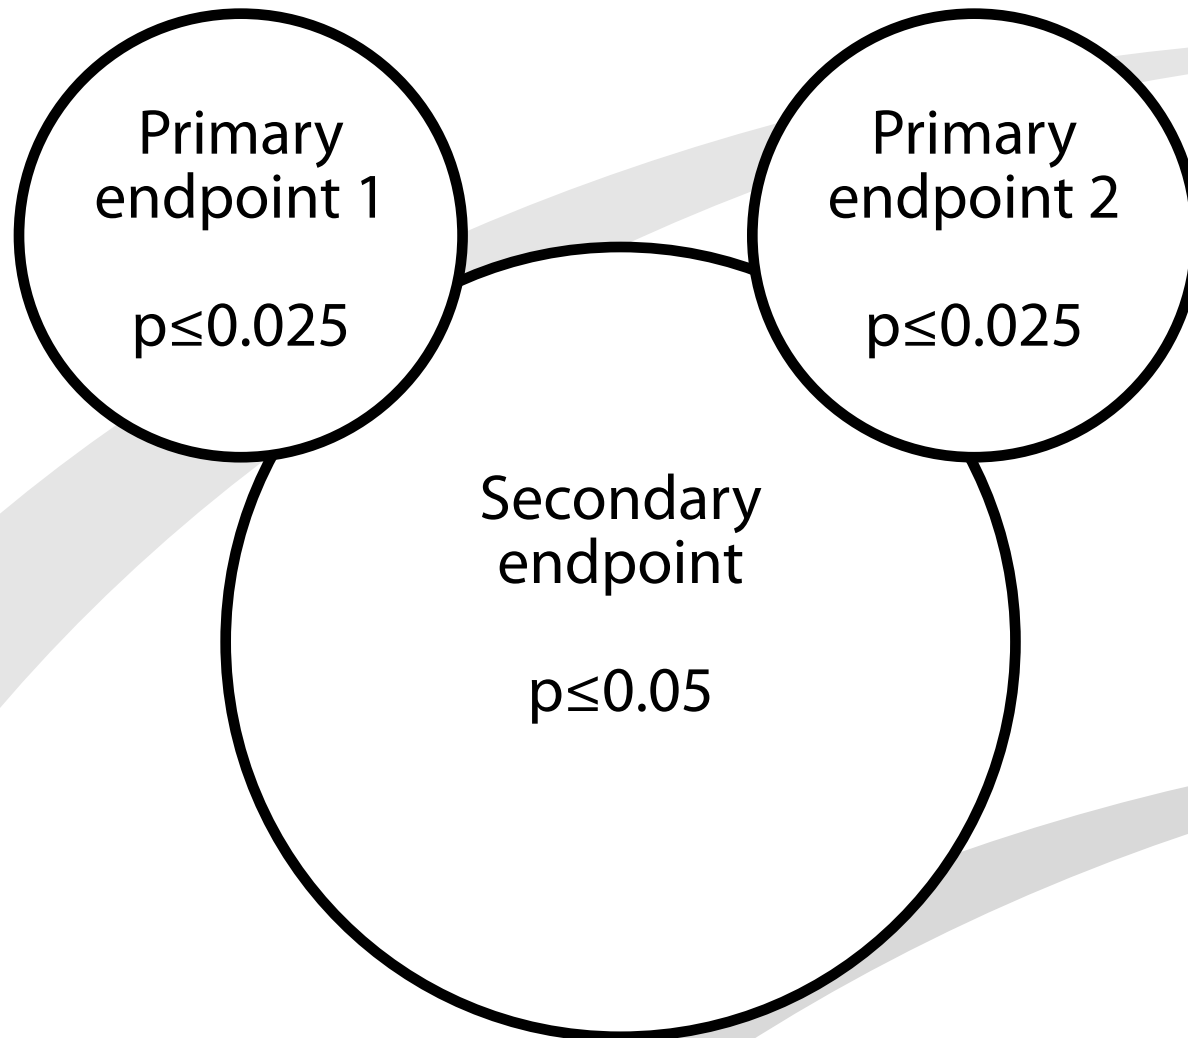 Primary
endpoint 1
p≤0.025
Primary
endpoint 2
p≤0.025
Secondary
endpoint
p≤0.05